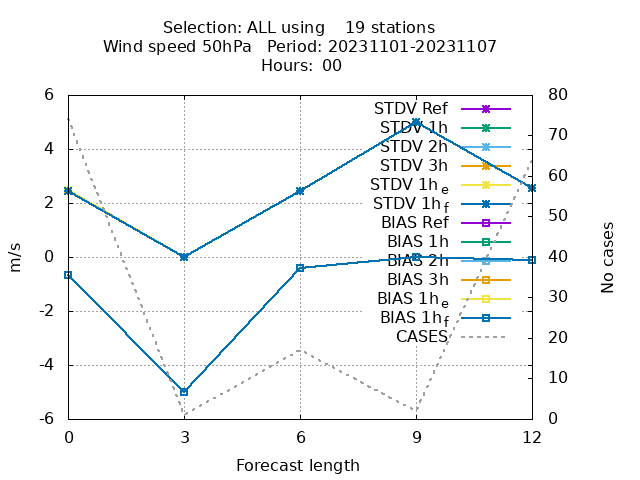 Selection: ALL using    19 stations
Wind speed 50hPa   Period: 20231101-20231107
Hours: 00
6
4
2
0
-2
-4
-6
m/s
80
70
60
50
40
30
20
10
0
No cases
STDV Ref
STDV 1h
STDV 2h
STDV 3h
STDV 1he
STDV 1hf
BIAS Ref
BIAS 1h
BIAS 2h
BIAS 3h
BIAS 1he
BIAS 1hf
CASES
0 3 6 9 12
Forecast length